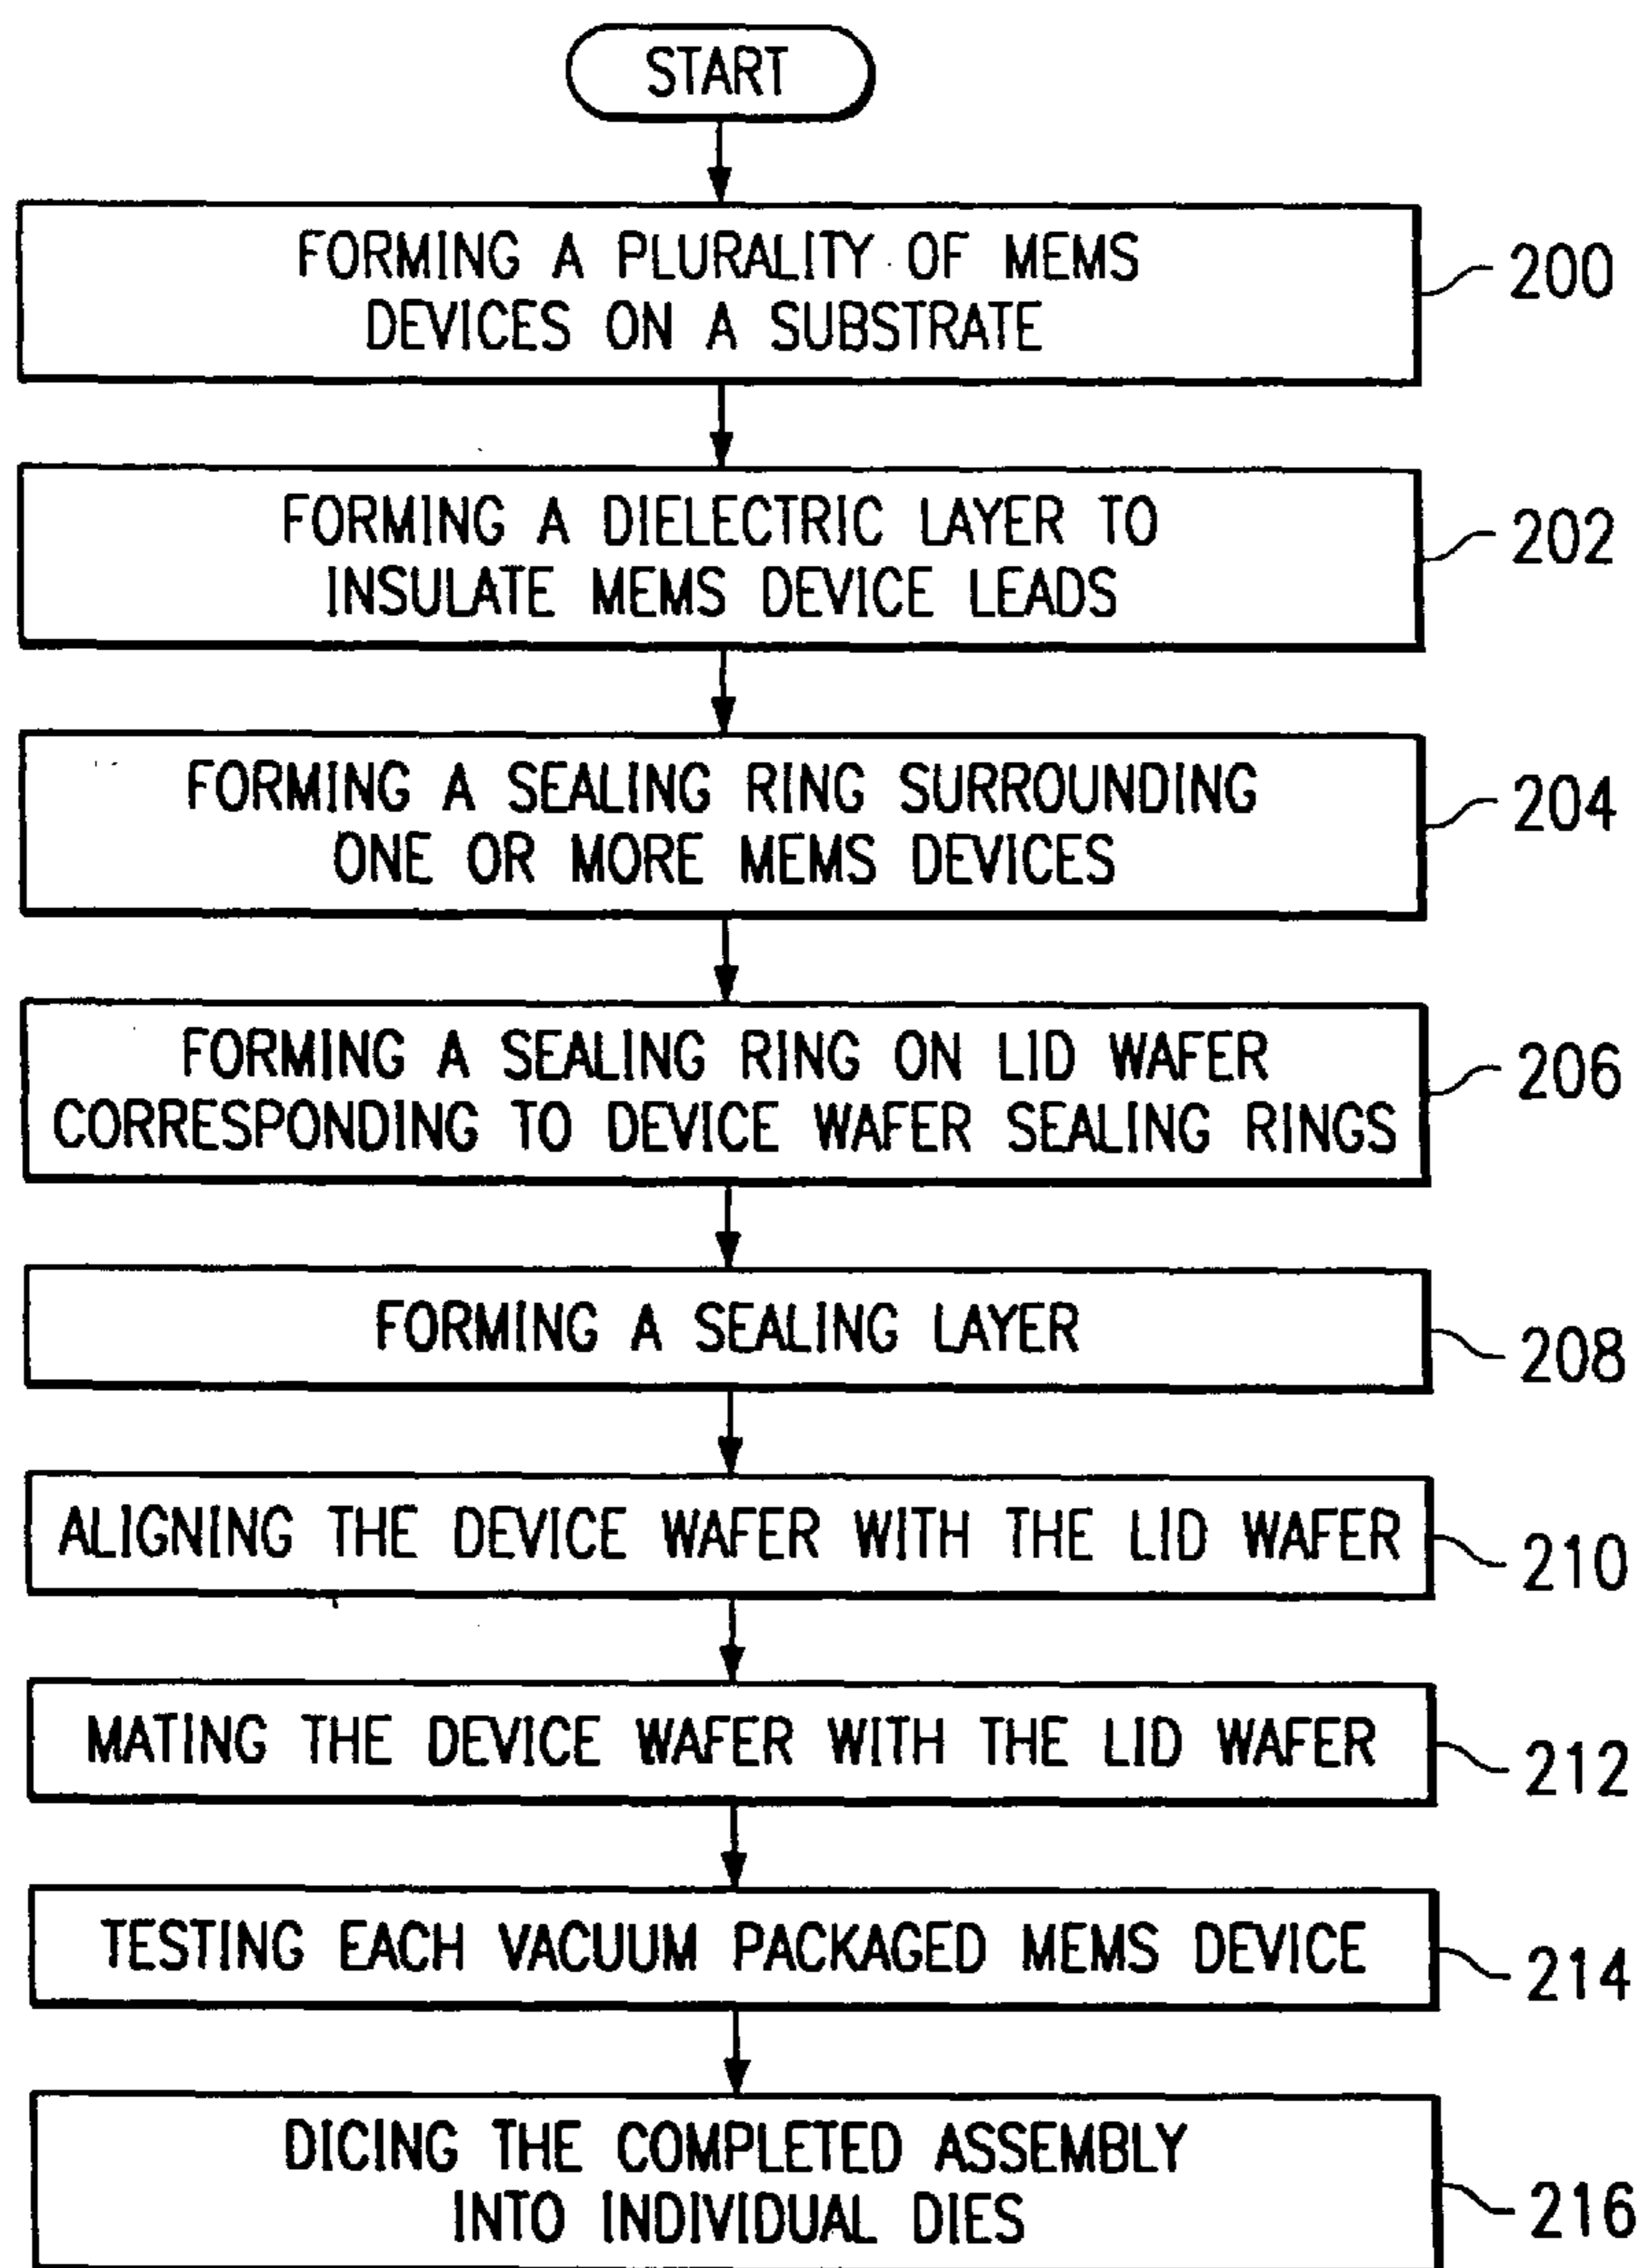 START
FORMING A PLURALITY OF MEMS
DEVICES ON A SUBSTRATE
200
FORMING A DIELECTRIC LAYER TO
INSULATE MEMS DEVICE LEADS
202
FORMING A SEALING RING SURROUNDING
ONE OR MORE MEMS DEVICES
204
FORMING A SEALING RING ON LID WAFER
CORRESPONDING TO DEVICE WAFER SEALING RINGS
206
FORMING A SEALING LAYER
208
ALIGNING THE DEVICE WAFER WITH THE LID WAFER
210
MATING THE DEVICE WAFER WITH THE LID WAFER
212
TESTING EACH VACUUM PACKAGED MEMS DEVICE
214
DICING THE COMPLETED ASSEMBLY
INTO INDIVIDUAL DIES
216